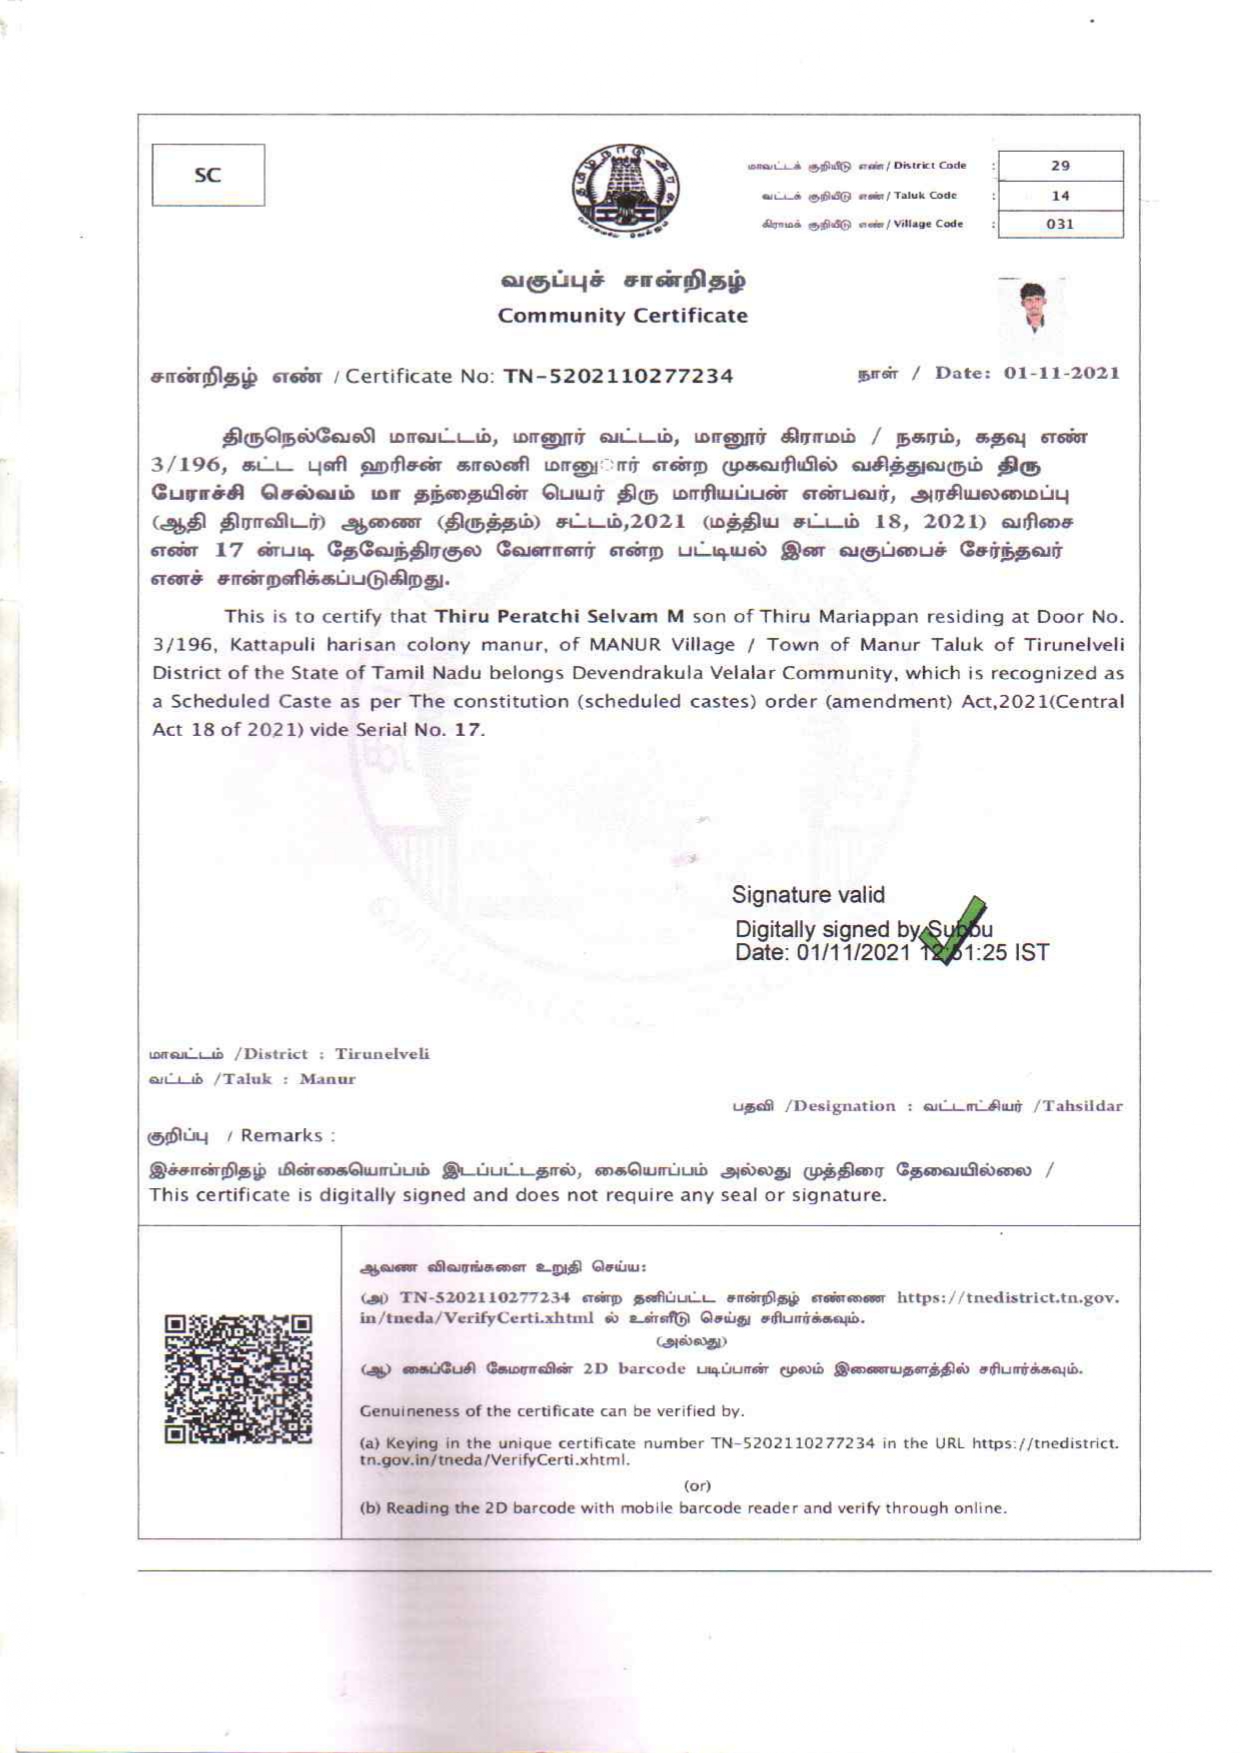 SC
தமிழ்நாடு அரசு
மாவட்டக் குறியீடு எண் / District Code : 29
வட்டக் குறியீடு எண் / Taluk Code : 14
கிராமக் குறியீடு எண் / Village Code : 031
வகுப்புச் சான்றிதழ்
Community Certificate
சான்றிதழ் எண் / Certificate No: TN-5202110277234
நாள் / Date: 01-11-2021
திருநெல்வேலி மாவட்டம், மானூர் வட்டம், மானூர் கிராமம் / நகரம், கதவு எண்
3/196, கட்ட புளி ஹரிசன் காலனி மானுார் என்ற முகவரியில் வசித்துவரும் திரு
பேராச்சி செல்வம் மா தந்தையின் பெயர் திரு மாரியப்பன் என்பவர், அரசியலமைப்பு
(ஆதி திராவிடர்) ஆணை (திருத்தம்) சட்டம்,2021 (மத்திய சட்டம் 18, 2021) வரிசை
எண் 17 ன்படி தேவேந்திரகுல வேளாளர் என்ற பட்டியல் இன வகுப்பைச் சேர்ந்தவர்
எனச் சான்றளிக்கப்படுகிறது.
This is to certify that Thiru Peratchi Selvam M son of Thiru Mariappan residing at Door No.
3/196, Kattapuli harisan colony manur, of MANUR Village / Town of Manur Taluk of Tirunelveli
District of the State of Tamil Nadu belongs Devendrakula Velalar Community, which is recognized as
a Scheduled Caste as per The constitution (scheduled castes) order (amendment) Act,2021(Central
Act 18 of 2021) vide Serial No. 17.
Signature valid
Digitally signed by Subbu
Date: 01/11/2021 12:51:25 IST
மாவட்டம் /District : Tirunelveli
வட்டம் /Taluk : Manur
பதவி /Designation : வட்டாட்சியர் /Tahsildar
குறிப்பு / Remarks :
இச்சான்றிதழ் மின்கையொப்பம் இடப்பட்டதால், கையொப்பம் அல்லது முத்திரை தேவையில்லை /
This certificate is digitally signed and does not require any seal or signature.
ஆவண விவரங்களை உறுதி செய்ய:
(அ) TN-5202110277234 என்ற தனிப்பட்ட சான்றிதழ் எண்ணை https://tnedistrict.tn.gov.
in/tneda/VerifyCerti.xhtml ல் உள்ளீடு செய்து சரிபார்க்கவும்.
(அல்லது)
(ஆ) கைப்பேசி கேமராவின் 2D barcode படிப்பான் மூலம் இணையதளத்தில் சரிபார்க்கவும்.
Genuineness of the certificate can be verified by.
(a) Keying in the unique certificate number TN-5202110277234 in the URL https://tnedistrict.
tn.gov.in/tneda/VerifyCerti.xhtml.
(or)
(b) Reading the 2D barcode with mobile barcode reader and verify through online.